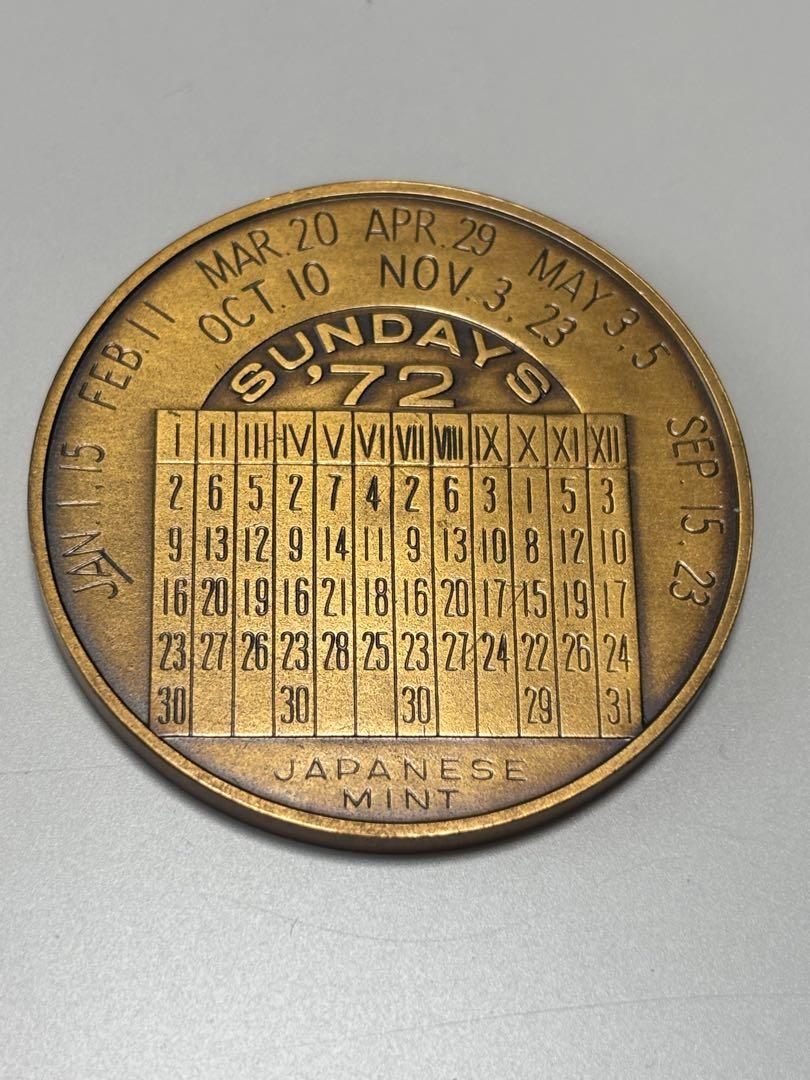 JAN. 1, 15 FEB. 11 MAR. 20 APR. 29 MAY 3, 5 SEP. 15. 23
OCT. 10 NOV. 3, 23
SUNDAYS
'72
I II III IV V VI VII VIII IX X XI XII
2 6 5 2 7 4 2 6 3 1 5 3
9 13 12 9 14 11 9 13 10 8 12 10
16 20 19 16 21 18 16 20 17 15 19 17
23 27 26 23 28 25 23 27 24 22 26 24
30 30 30 29 31
JAPANESE
MINT